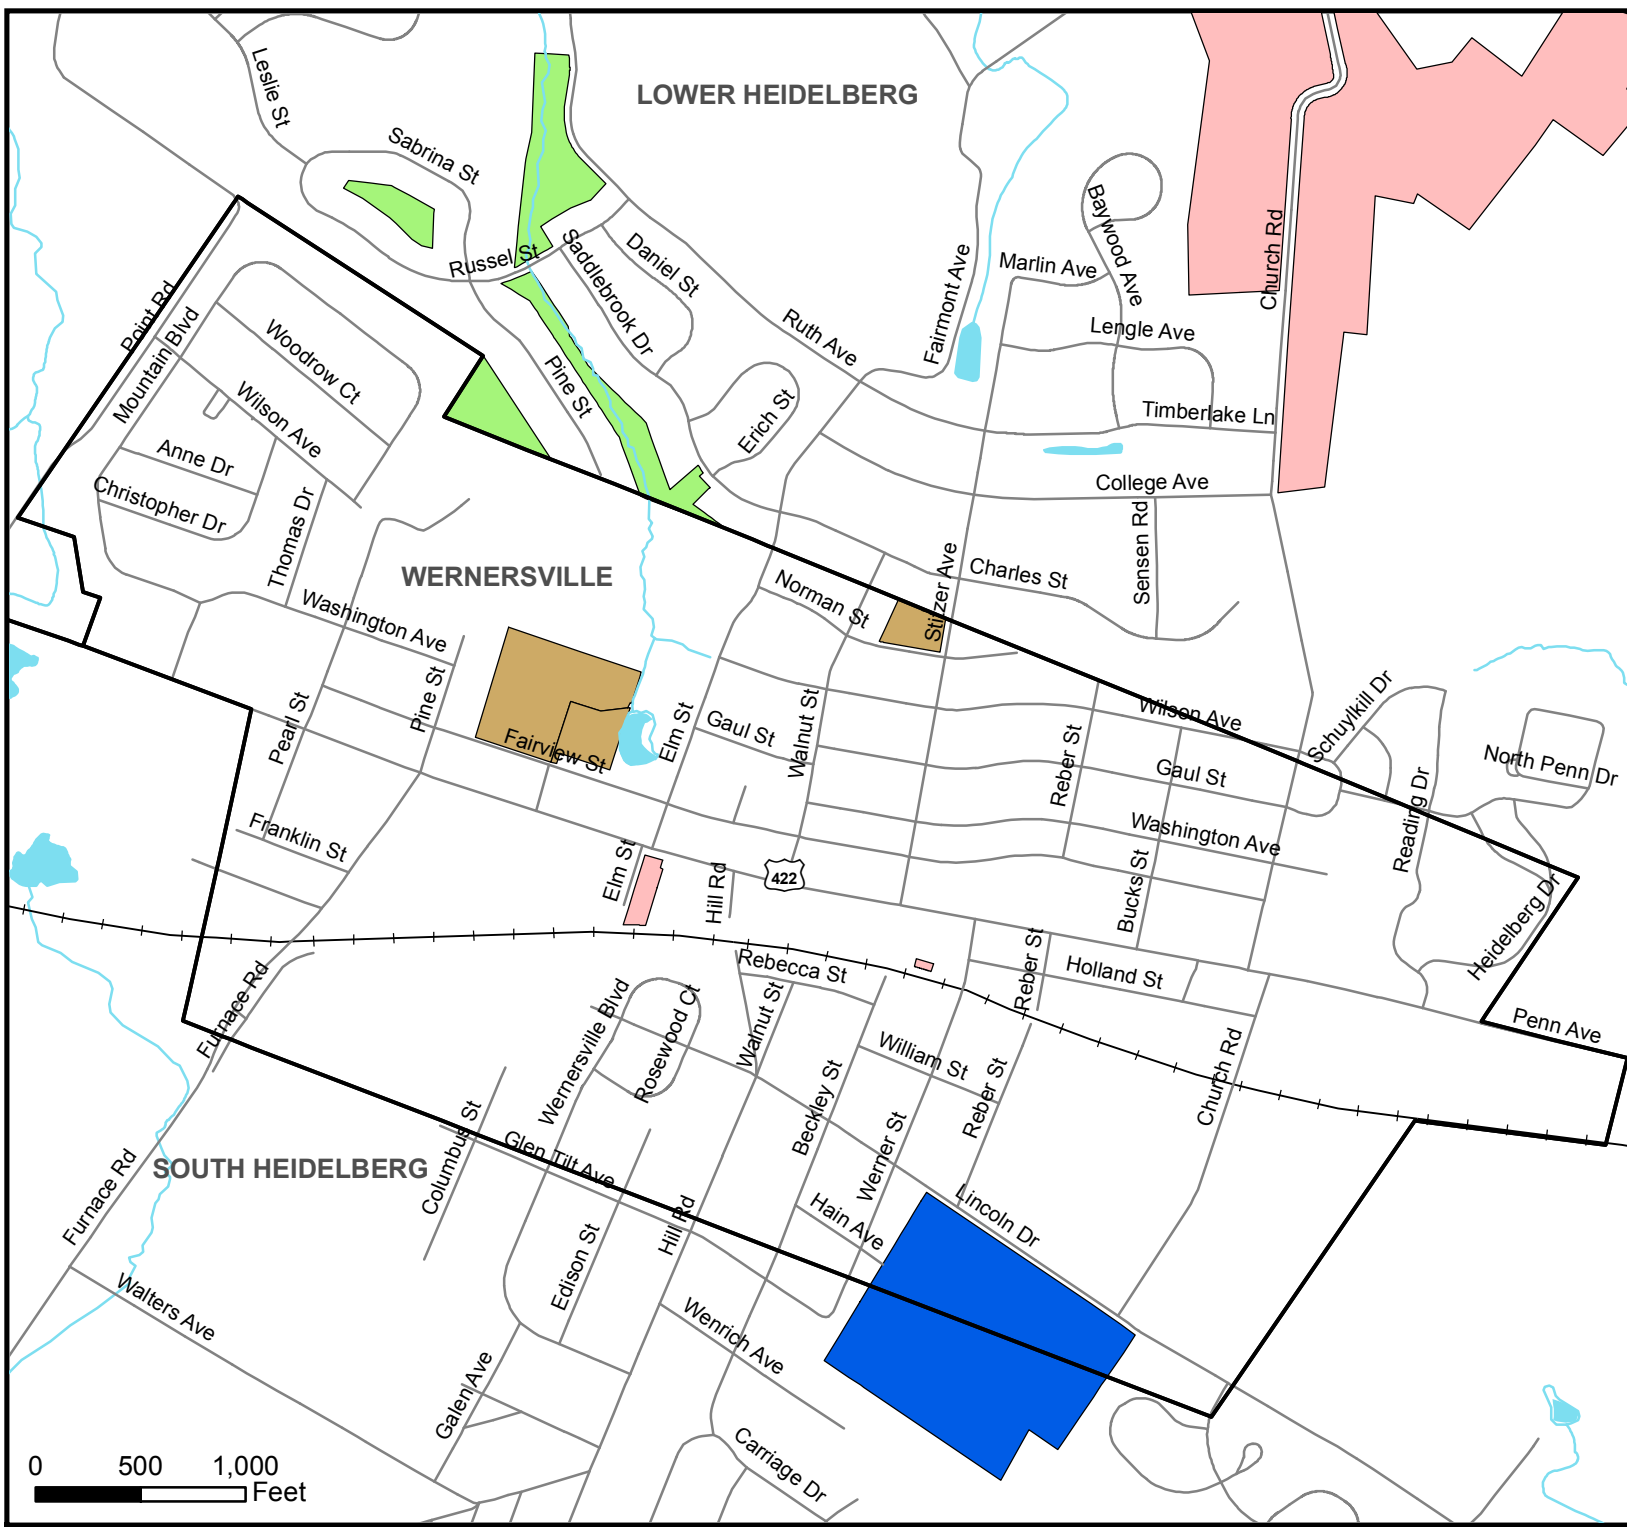 LOWER HEIDELBERG
Leslie St
Sabrina St
Russel St
Saddlebrook Dr
Daniel St
Baywood Ave
Church Rd
Marlin Ave
Fairmont Ave
Lengle Ave
Ruth Ave
Point Rd
Mountain Blvd
Woodrow Ct
Wilson Ave
Pine St
Erich St
Timberlake Ln
Anne Dr
Christopher Dr
Thomas Dr
College Ave
Sensen Rd
WERNERSVILLE
Charles St
Norman St
Stitzer Ave
Washington Ave
Pine St
Pearl St
Fairview St
Elm St
Gaul St
Walnut St
Wilson Ave
Reber St
Gaul St
Schuylkill Dr
North Penn Dr
Reading Dr
Washington Ave
Franklin St
Elm St
Hill Rd
422
Bucks St
Heidelberg Dr
Furnace Rd
Rebecca St
Reber St
Holland St
Penn Ave
Wernersville Blvd
Rosewood Ct
Walnut St
William St
Reber St
Church Rd
Beckley St
Werner St
Columbus St
Glen Tilt Ave
SOUTH HEIDELBERG
Furnace Rd
Hill Rd
Hain Ave
Lincoln Dr
Edison St
Walters Ave
Wenrich Ave
Galen Ave
Carriage Dr
0 500 1,000
Feet